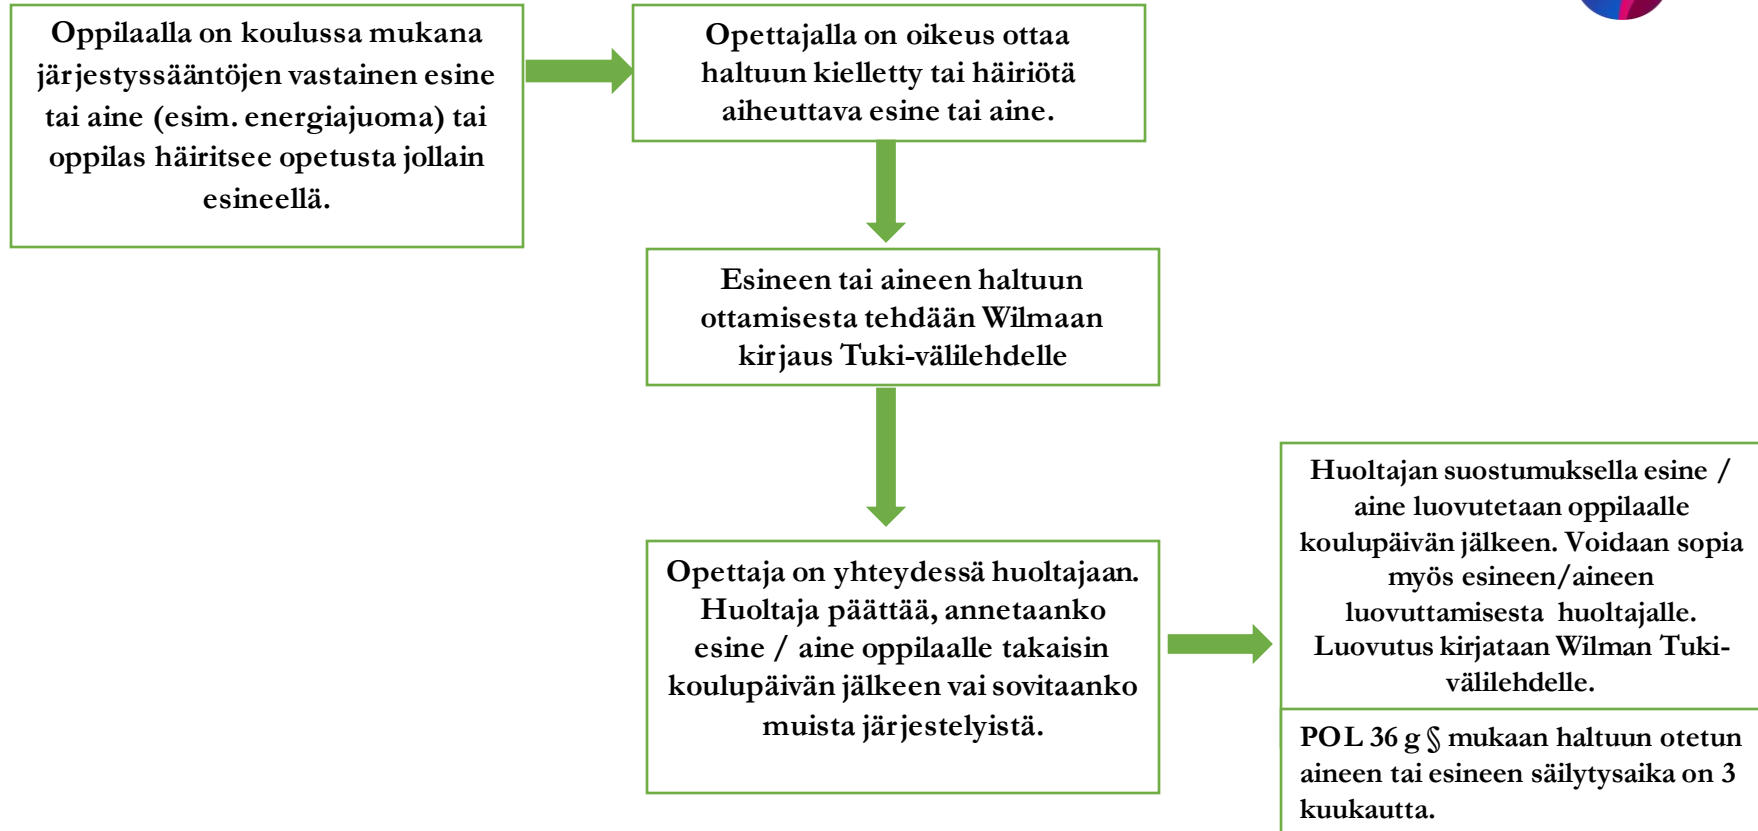 Oppilaalla on koulussa mukana
järjestyssääntöjen vastainen esine
tai aine (esim. energiajuoma) tai
oppilas häiritsee opetusta jollain
esineellä.
Opettajalla on oikeus ottaa
haltuun kielletty tai häiriötä
aiheuttava esine tai aine.
Esineen tai aineen haltuun
ottamisesta tehdään Wilmaan
kirjaus Tuki-välilehdelle
Opettaja on yhteydessä huoltajaan.
Huoltaja päättää, annetaanko
esine / aine oppilaalle takaisin
koulupäivän jälkeen vai sovitaanko
muista järjestelyistä.
Huoltajan suostumuksella esine /
aine luovutetaan oppilaalle
koulupäivän jälkeen. Voidaan sopia
myös esineen/aineen
luovuttamisesta huoltajalle.
Luovutus kirjataan Wilman Tuki-
välilehdelle.
POL 36 g § mukaan haltuun otetun
aineen tai esineen säilytysaika on 3
kuukautta.